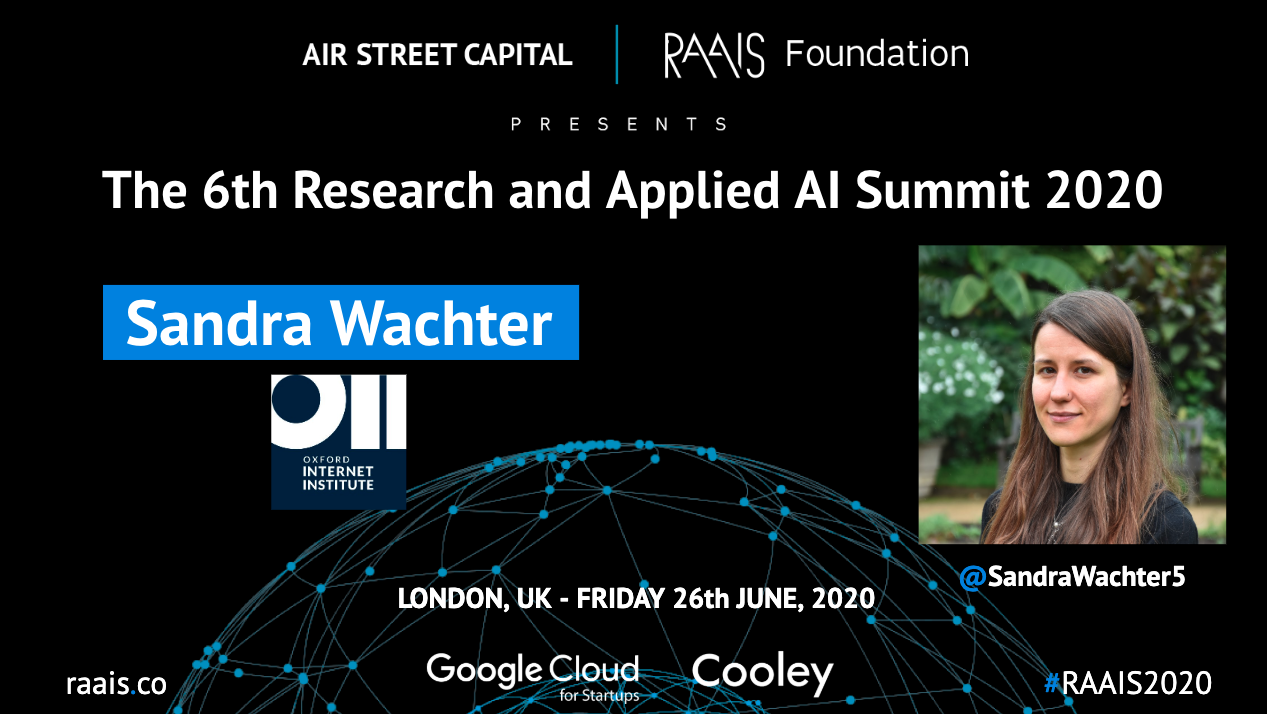 AIR STREET CAPITAL
RAAIS Foundation
PRESENTS
The 6th Research and Applied AI Summit 2020
Sandra Wachter
OII
OXFORD
INTERNET
INSTITUTE
@SandraWachter5
LONDON, UK - FRIDAY 26th JUNE, 2020
Google Cloud
for Startups
Cooley
raais.co
#RAAIS2020